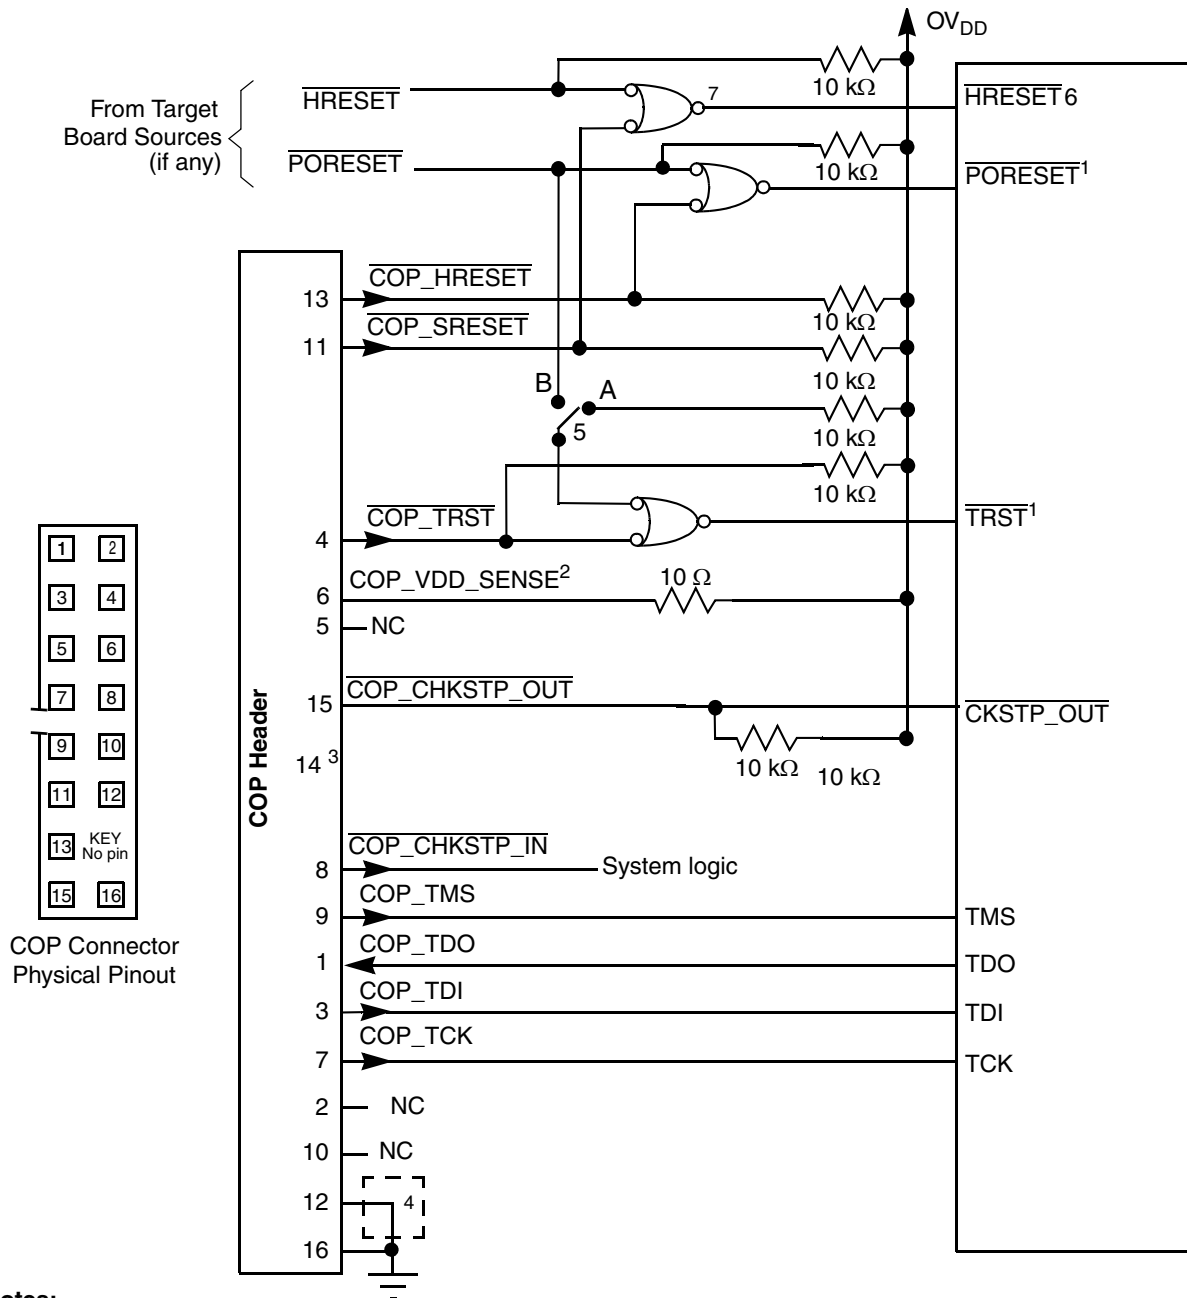 OVDD
10 kΩ
From Target
Board Sources
(if any)
HRESET
7
HRESET6
PORESET
10 kΩ
PORESET1
13
COP_HRESET
10 kΩ
11
COP_SRESET
10 kΩ
B
A
5
10 kΩ
10 kΩ
4
COP_TRST
TRST1
6
COP_VDD_SENSE2
10 Ω
5
NC
15
COP_CHKSTP_OUT
CKSTP_OUT
10 kΩ
10 kΩ
14 3
COP Header
8
COP_CHKSTP_IN
System logic
9
COP_TMS
TMS
1
COP_TDO
TDO
3
COP_TDI
TDI
7
COP_TCK
TCK
2
NC
10
NC
12
4
16
1 2
3 4
5 6
7 8
9 10
11 12
13 KEY
No pin
15 16
COP Connector
Physical Pinout